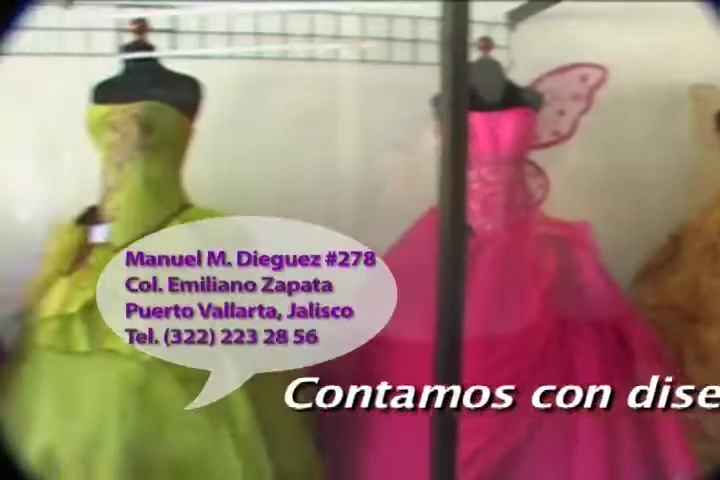 Manuel M. Dieguez #278
Col. Emiliano Zapata
Puerto Vallarta, Jalisco
Tel. (322) 223 28 56
Contamos con dise